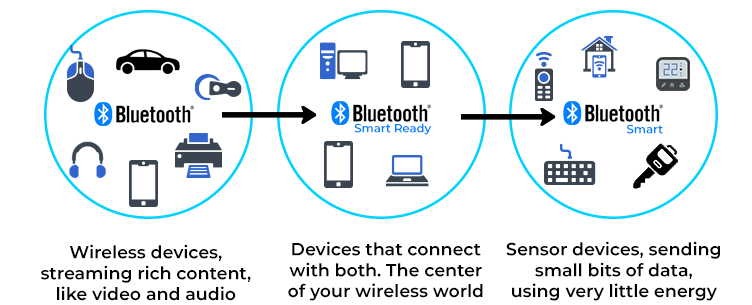 Bluetooth®
Bluetooth®
Smart Ready
22°
Bluetooth®
Smart
Wireless devices,
streaming rich content,
like video and audio
Devices that connect
with both. The center
of your wireless world
Sensor devices, sending
small bits of data,
using very little energy